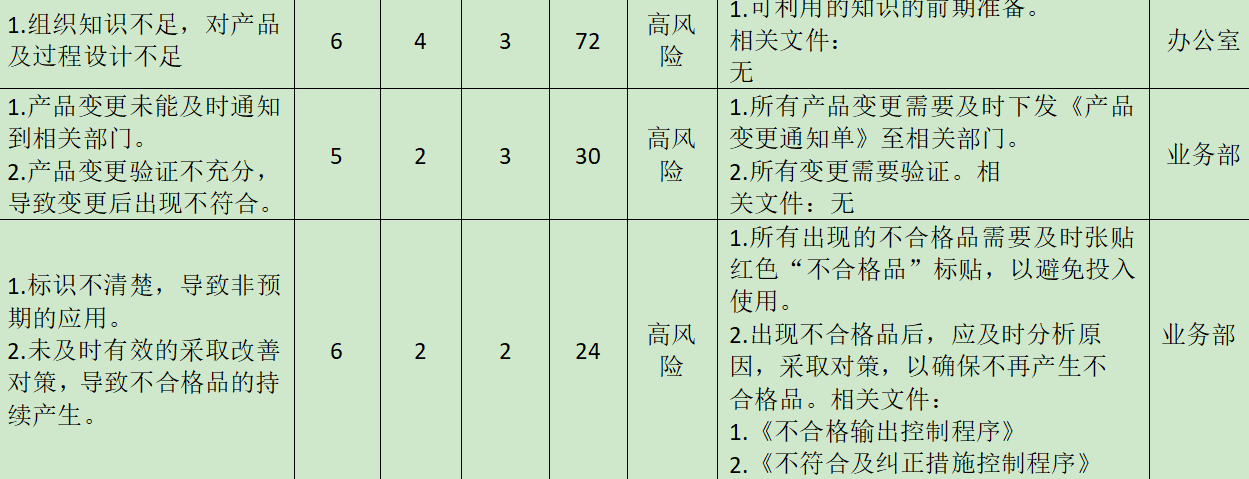 1.组织知识不足，对产品
及过程设计不足
6
4
3
72
高风
险
1.可利用的知识的前期准备。
相关文件：
无
办公室
1.产品变更未能及时通知
到相关部门。
2.产品变更验证不充分，
导致变更后出现不符合。
5
2
3
30
高风
险
1.所有产品变更需要及时下发《产品
变更通知单》至相关部门。
2.所有变更需要验证。相
关文件：无
业务部
1.标识不清楚，导致非预
期的应用。
2.未及时有效的采取改善
对策，导致不合格品的持
续产生。
6
2
2
24
高风
险
1.所有出现的不合格品需要及时张贴
红色“不合格品”标贴，以避免投入
使用。
2.出现不合格品后，应及时分析原
因，采取对策，以确保不再产生不
合格品。相关文件：
1.《不合格输出控制程序》
2.《不符合及纠正措施控制程序》
业务部